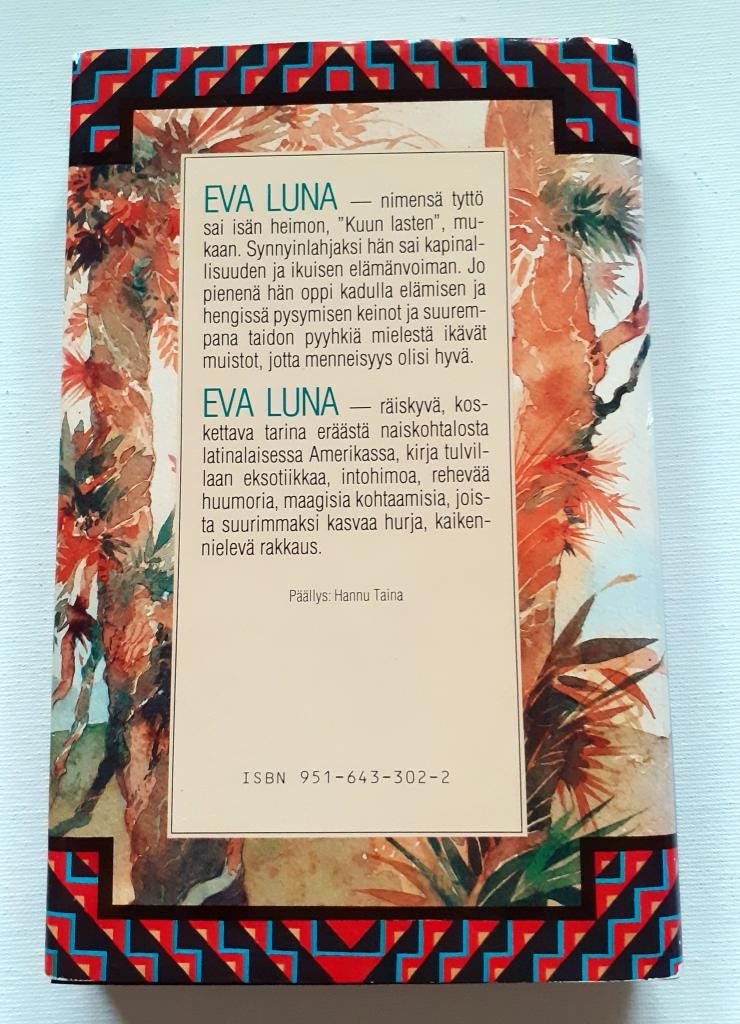 EVA LUNA — nimensä tyttö
sai isän heimon, "Kuun lasten", mu-
kaan. Synnyinlahjaksi hän sai kapinal-
lisuuden ja ikuisen elämänvoiman. Jo
pienenä hän oppi kadulla elämisen ja
hengissä pysymisen keinot ja suurem-
pana taidon pyyhkiä mielestä ikävät
muistot, jotta menneisyys olisi hyvä.
EVA LUNA — räiskyvä, kos-
kettava tarina eräästä naiskohtalosta
latinalaisessa Amerikassa, kirja tulvil-
laan eksotiikkaa, intohimoa, rehevää
huumoria, maagisia kohtaamisia, jois-
ta suurimmaksi kasvaa hurja, kaiken-
nielevä rakkaus.
Päällys: Hannu Taina
ISBN 951-643-302-2